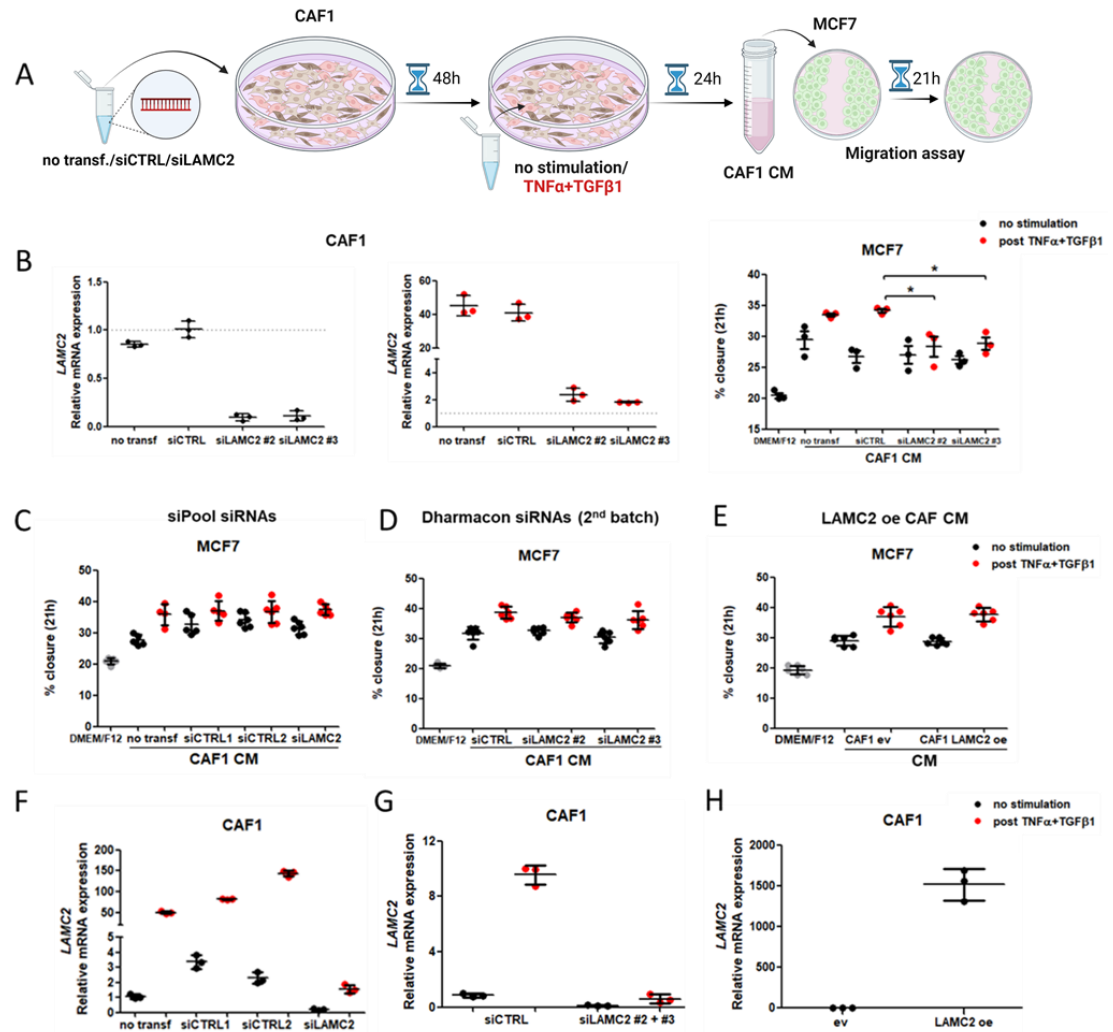 CAF1
MCF7
A
48h
24h
21h
no transf./siCTRL/siLAMC2
no stimulation/
TNFα+TGFβ1
CAF1 CM
Migration assay
B
CAF1
LAMC2
Relative mRNA expression
1.5
1.0
0.5
0.0
no transf
siCTRL
siLAMC2 #2
siLAMC2 #3
LAMC2
Relative mRNA expression
60
40
20
4
2
0
no transf
siCTRL
siLAMC2 #2
siLAMC2 #3
no stimulation
post TNFα+TGFβ1
MCF7
% closure (21h)
40
35
30
25
20
15
*
*
DMEM/F12
no transf
siCTRL
siLAMC2 #2
siLAMC2 #3
CAF1 CM
C
siPool siRNAs
MCF7
% closure (21h)
50
40
30
20
10
0
DMEM/F12
no transf
siCTRL1
siCTRL2
siLAMC2
CAF1 CM
D
Dharmacon siRNAs (2nd batch)
MCF7
% closure (21h)
50
40
30
20
10
0
DMEM/F12
siCTRL
siLAMC2 #2
siLAMC2 #3
CAF1 CM
E
LAMC2 oe CAF CM
MCF7
no stimulation
post TNFα+TGFβ1
% closure (21h)
50
40
30
20
10
0
DMEM/F12
CAF1 ev
CAF1 LAMC2 oe
CM
F
CAF1
LAMC2
Relative mRNA expression
200
150
100
50
5
4
3
2
1
0
no transf
siCTRL1
siCTRL2
siLAMC2
G
CAF1
LAMC2
Relative mRNA expression
12
8
4
0
siCTRL
siLAMC2 #2 + #3
H
CAF1
no stimulation
post TNFα+TGFβ1
LAMC2
Relative mRNA expression
2000
1500
1000
500
0
ev
LAMC2 oe